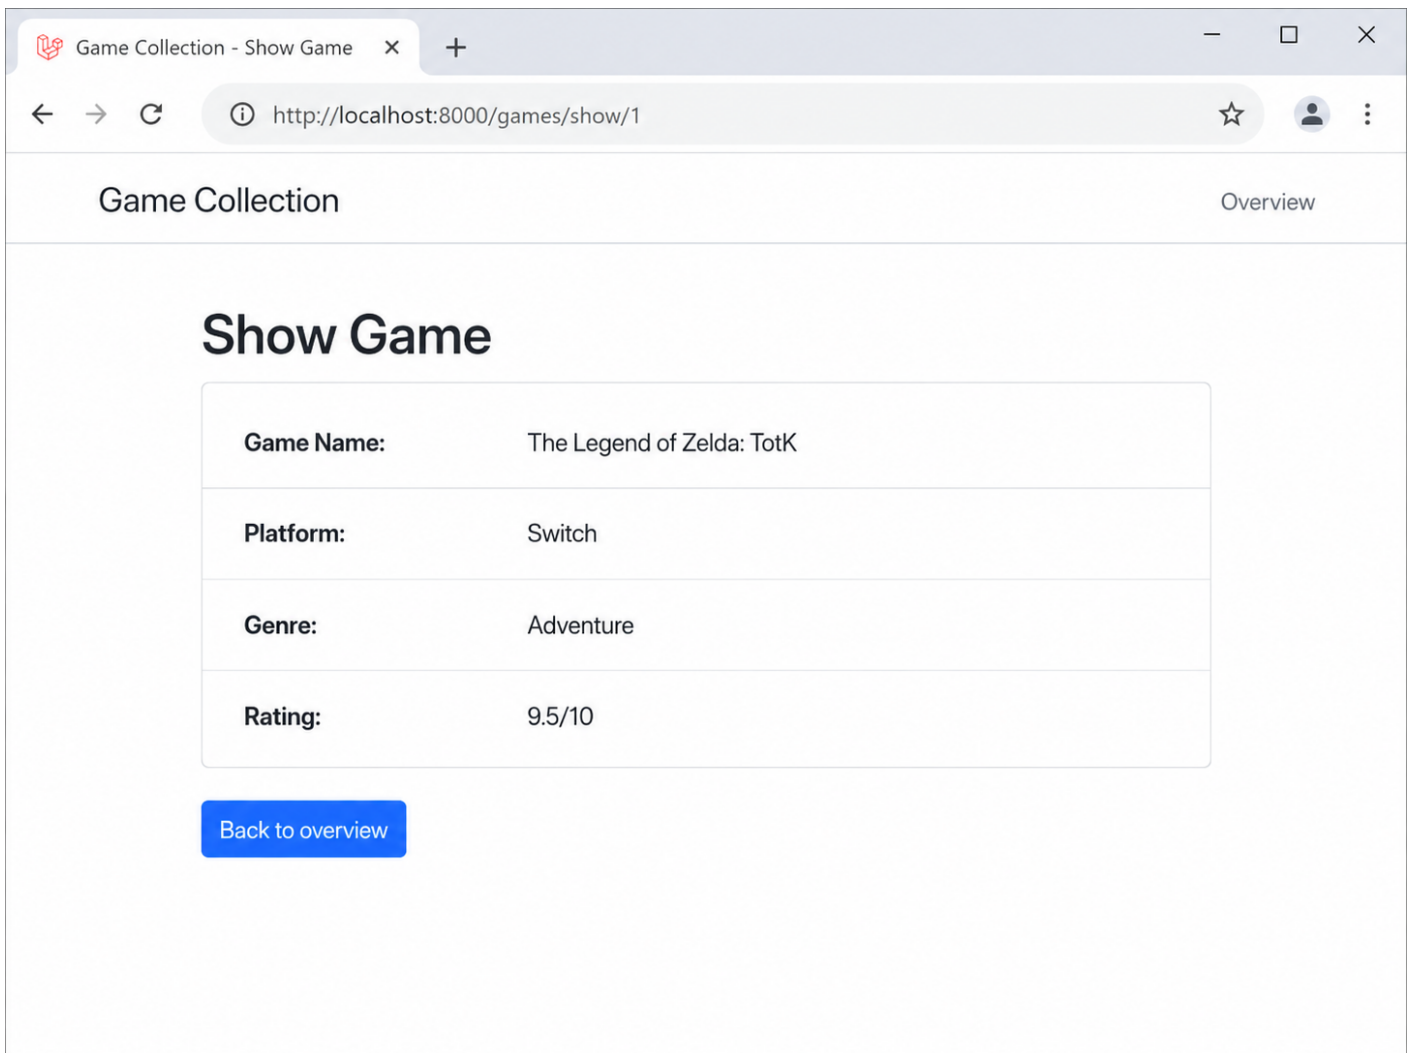 Game Collection - Show Game
http://localhost:8000/games/show/1
Game Collection Overview
Show Game
Game Name: The Legend of Zelda: TotK
Platform: Switch
Genre: Adventure
Rating: 9.5/10
Back to overview